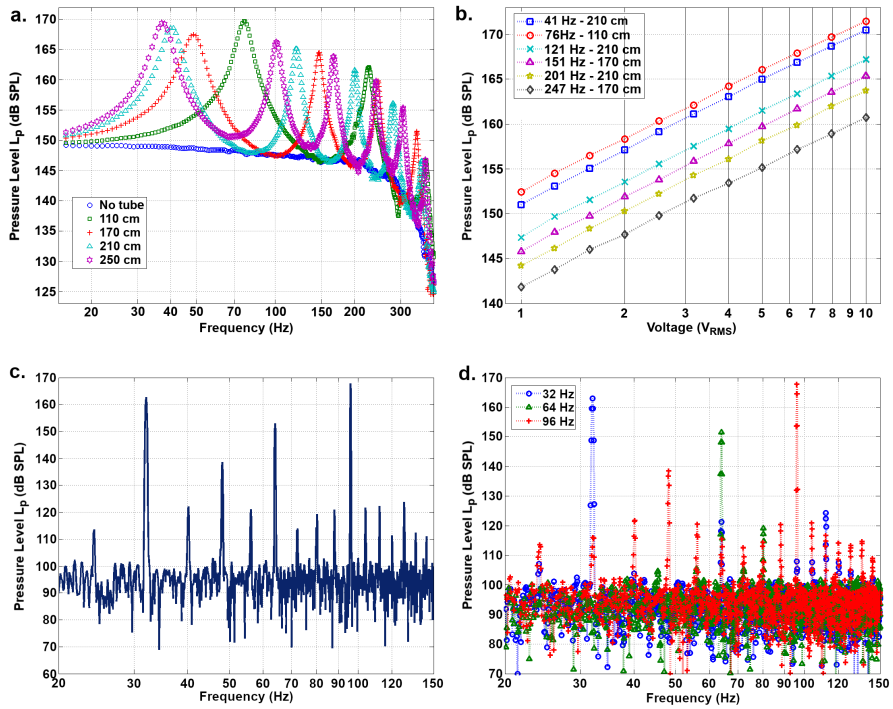 a.
Pressure Level Lp (dB SPL)
170
165
160
155
150
145
140
135
130
125
No tube
110 cm
170 cm
210 cm
250 cm
20 30 40 50 100 150 200 300
Frequency (Hz)
b.
Pressure Level Lp (dB SPL)
170
165
160
155
150
145
140
41 Hz - 210 cm
76Hz - 110 cm
121 Hz - 210 cm
151 Hz - 170 cm
201 Hz - 210 cm
247 Hz - 170 cm
1 2 3 4 5 6 7 8 9 10
Voltage (VRMS)
c.
Pressure Level Lp (dB SPL)
170
160
150
140
130
120
110
100
90
80
70
60
20 30 40 50 60 70 80 90 100 120 150
Frequency (Hz)
d.
Pressure Level Lp (dB SPL)
170
160
150
140
130
120
110
100
90
80
70
32 Hz
64 Hz
96 Hz
20 30 40 50 60 70 80 90 100 120 150
Frequency (Hz)